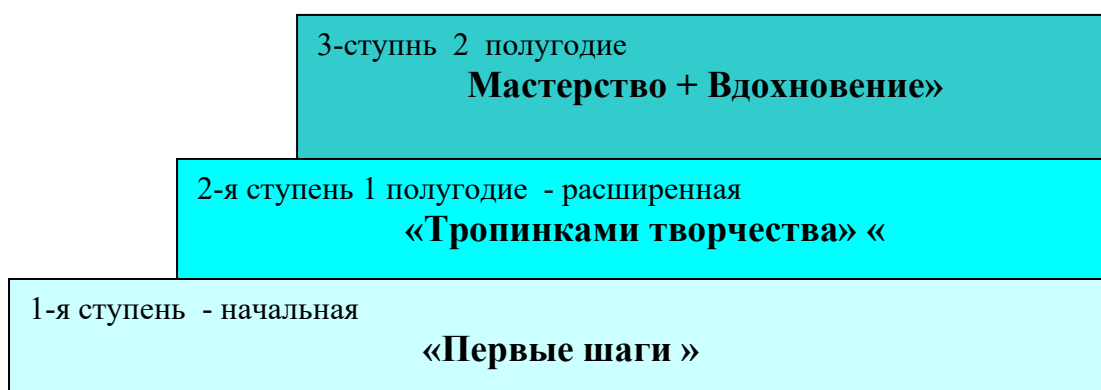 3-ступнь 2 полугодие
Мастерство + Вдохновение»
2-я ступень 1 полугодие - расширенная
«Тропинками творчества» «
1-я ступень - начальная
«Первые шаги »